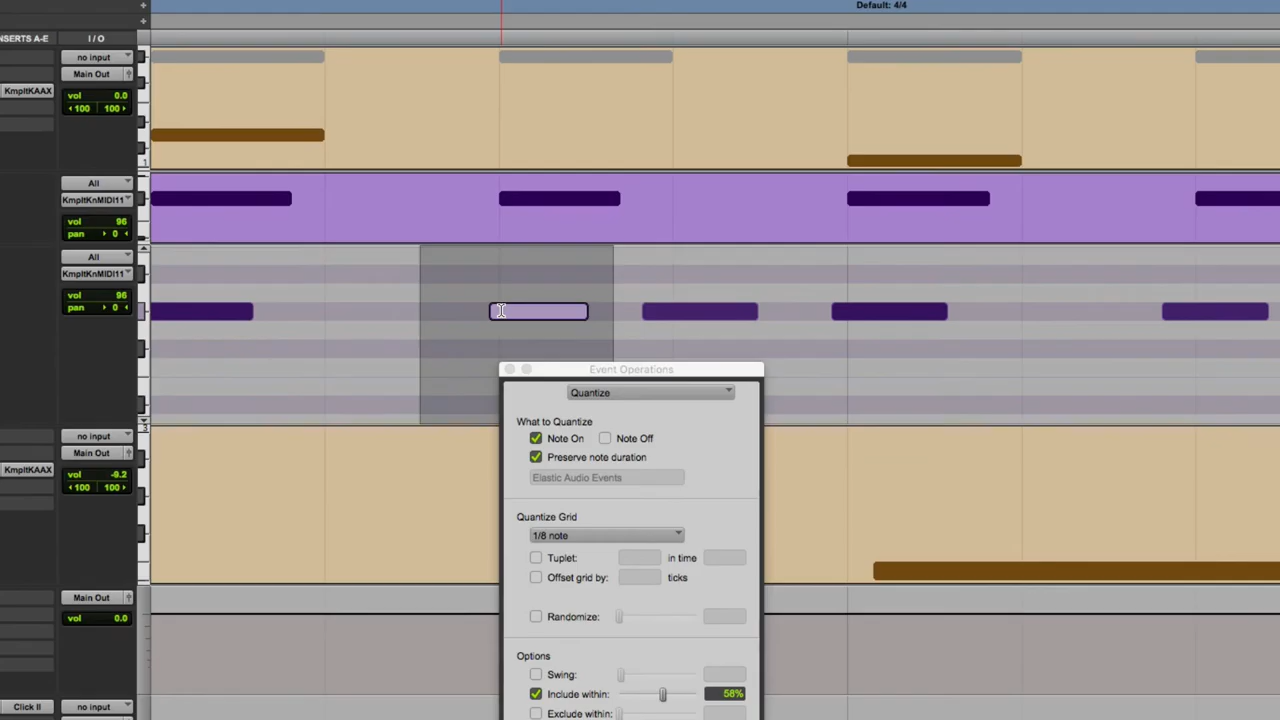 Default: 4/4
INSERTS A-E
I / O
no input
Main Out
KmpltKAAX
vol 0.0
100 100
1
All
KmpltKnMIDI11
vol 96
pan 0
All
KmpltKnMIDI11
vol 96
pan 0
3
no input
Main Out
KmpltKAAX
vol -9.2
100 100
Main Out
vol 0.0
Click II
no input
Event Operations
Quantize
What to Quantize
Note On Note Off
Preserve note duration
Elastic Audio Events
Quantize Grid
1/8 note
Tuplet: in time
Offset grid by: ticks
Randomize:
Options
Swing:
Include within: 58%
Exclude within: